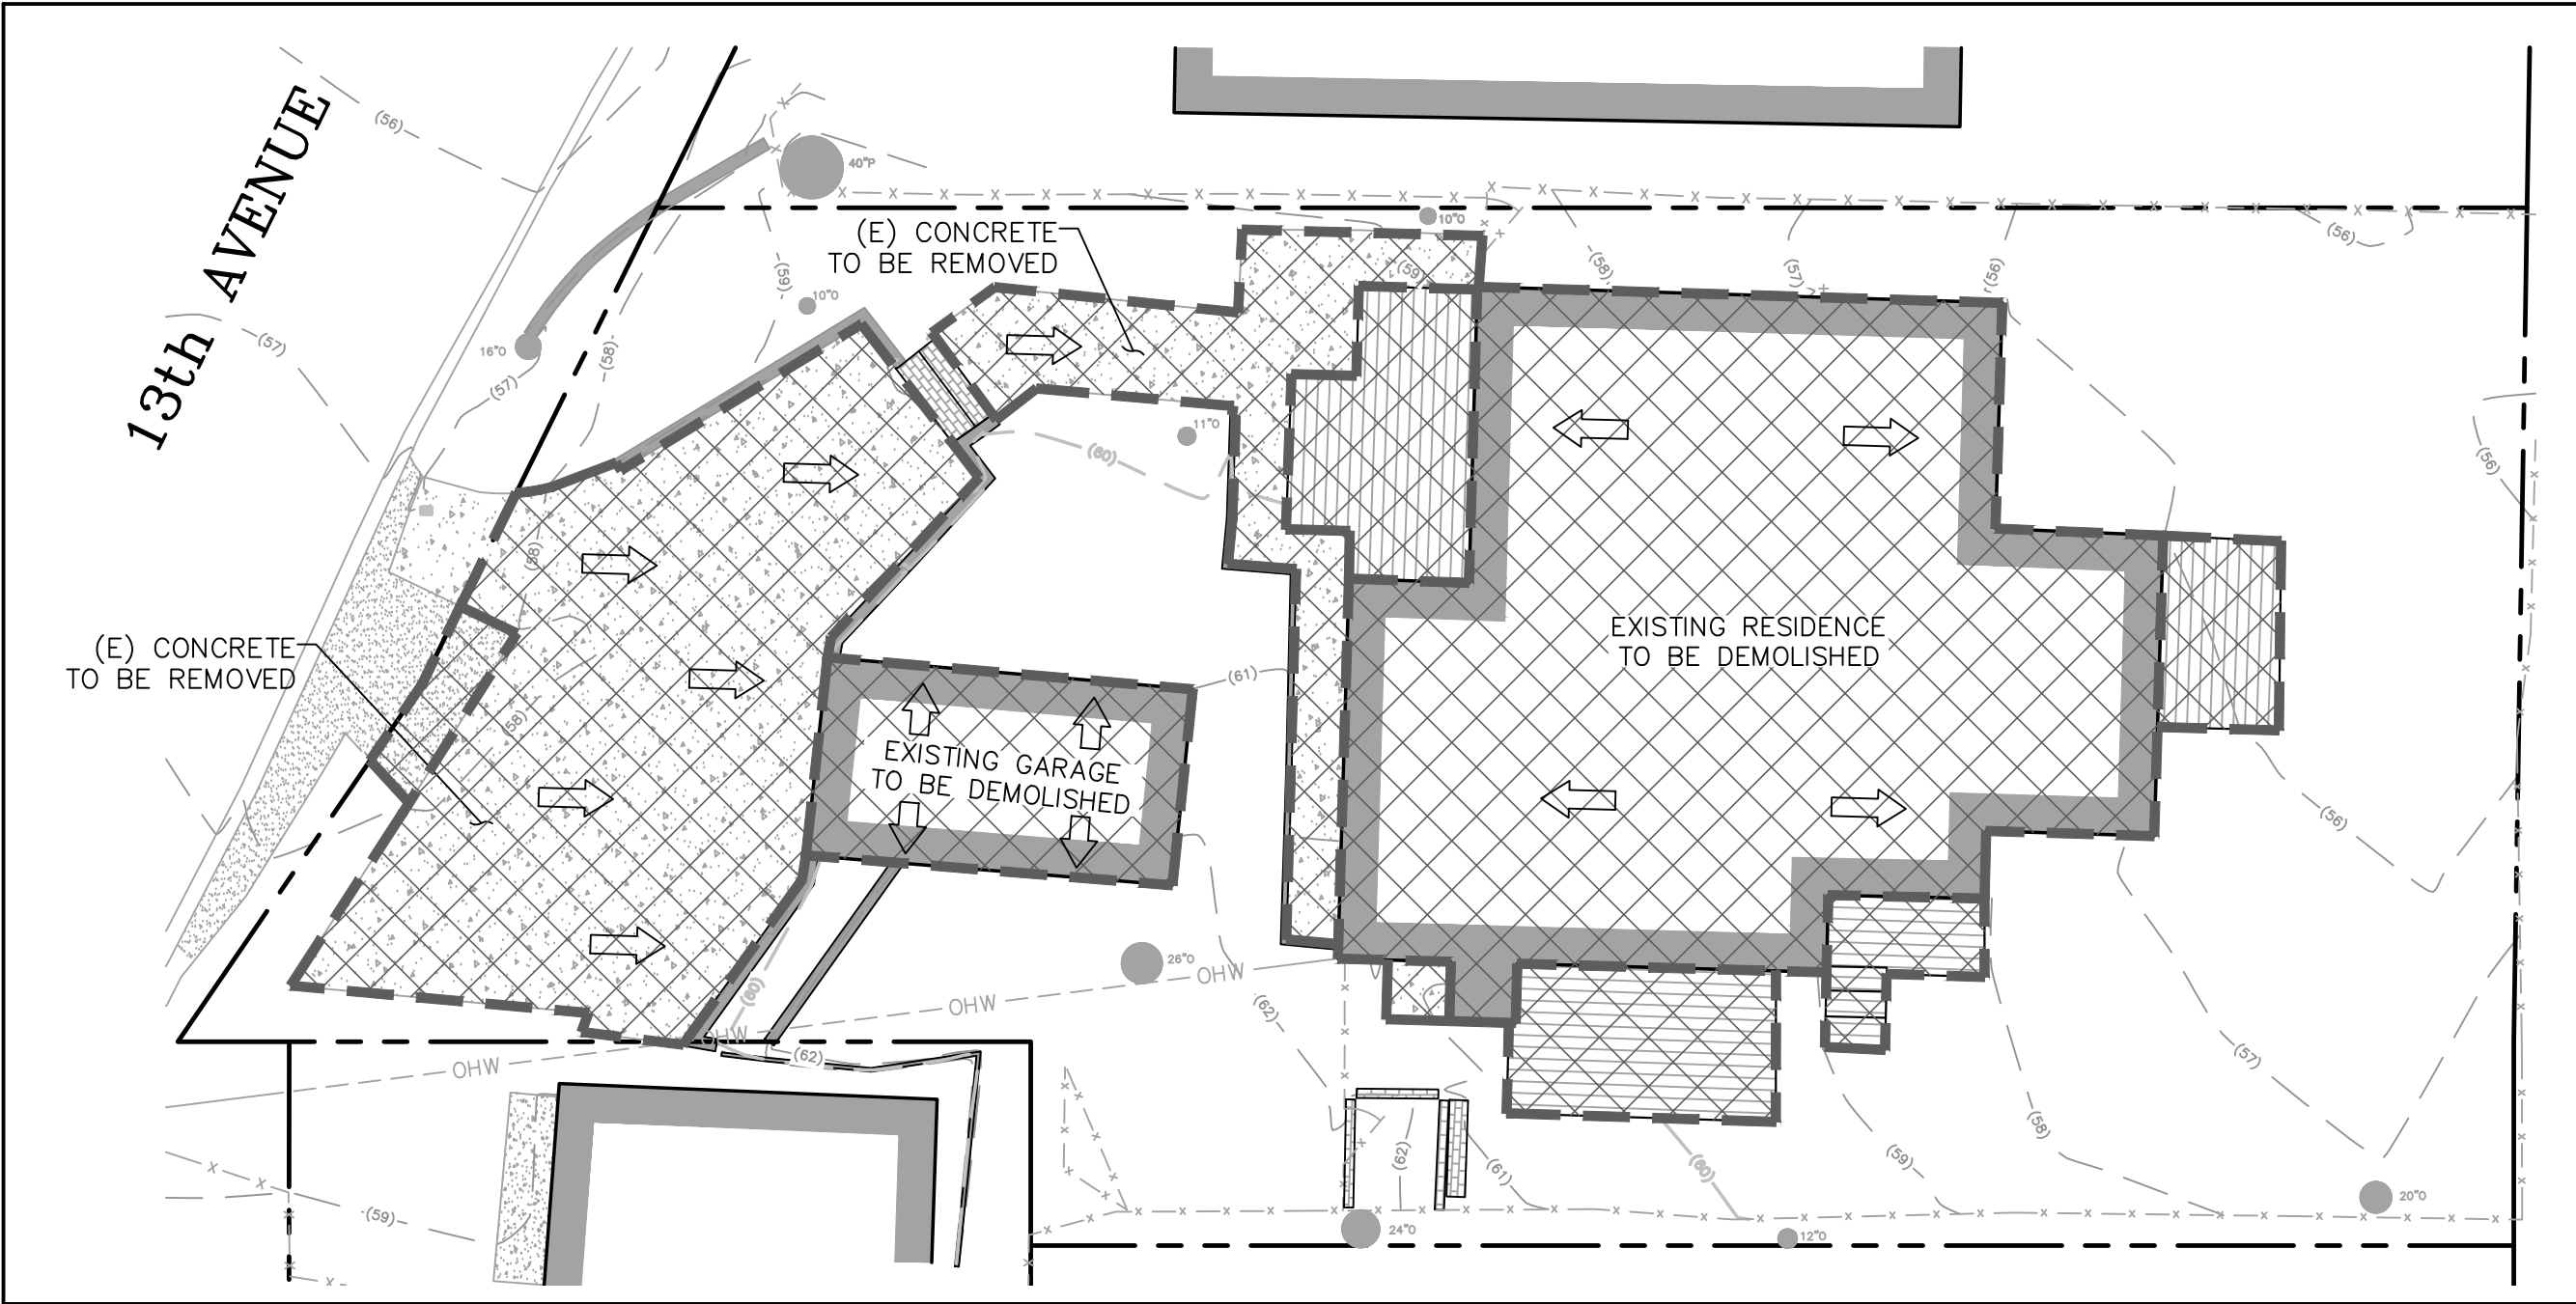 13th AVENUE
(56)
40"P
10"O
(E) CONCRETE
TO BE REMOVED
(59)
(59)
(58)
(57)
(56)
(56)
10"O
16"O
(57)
(57)
(58)
11"O
(60)
(56)
(58)
(E) CONCRETE
TO BE REMOVED
EXISTING RESIDENCE
TO BE DEMOLISHED
(61)
(58)
EXISTING GARAGE
TO BE DEMOLISHED
(56)
26"O
OHW
OHW
OHW
OHW
(60)
(62)
(62)
(57)
(58)
(59)
(60)
(61)
(62)
(59)
24"O
12"O
20"O